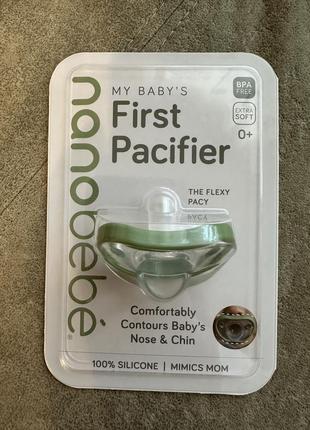 nanobébé®
MY BABY'S
First
Pacifier
BPA
FREE
EXTRA
SOFT
0+
THE FLEXY
PACY
Comfortably
Contours Baby's
Nose & Chin
100% SILICONE | MIMICS MOM